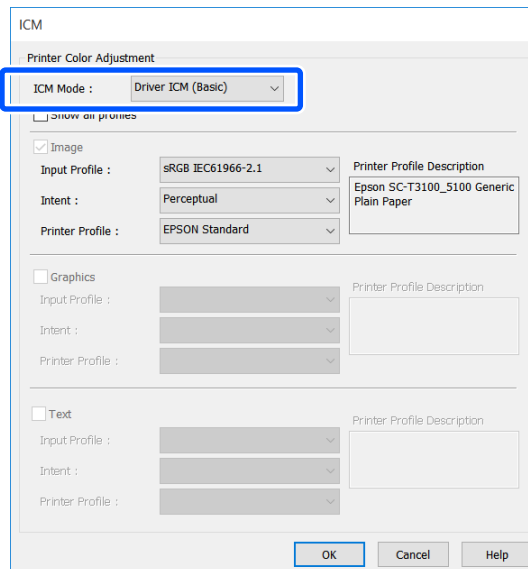 ICM
Printer Color Adjustment
ICM Mode : Driver ICM (Basic)
Show all profiles
Image
Input Profile : sRGB IEC61966-2.1 Printer Profile Description
Intent : Perceptual Epson SC-T3100_5100 Generic
Plain Paper
Printer Profile : EPSON Standard
Graphics
Input Profile : Printer Profile Description
Intent :
Printer Profile :
Text
Input Profile : Printer Profile Description
Intent :
Printer Profile :
OK Cancel Help